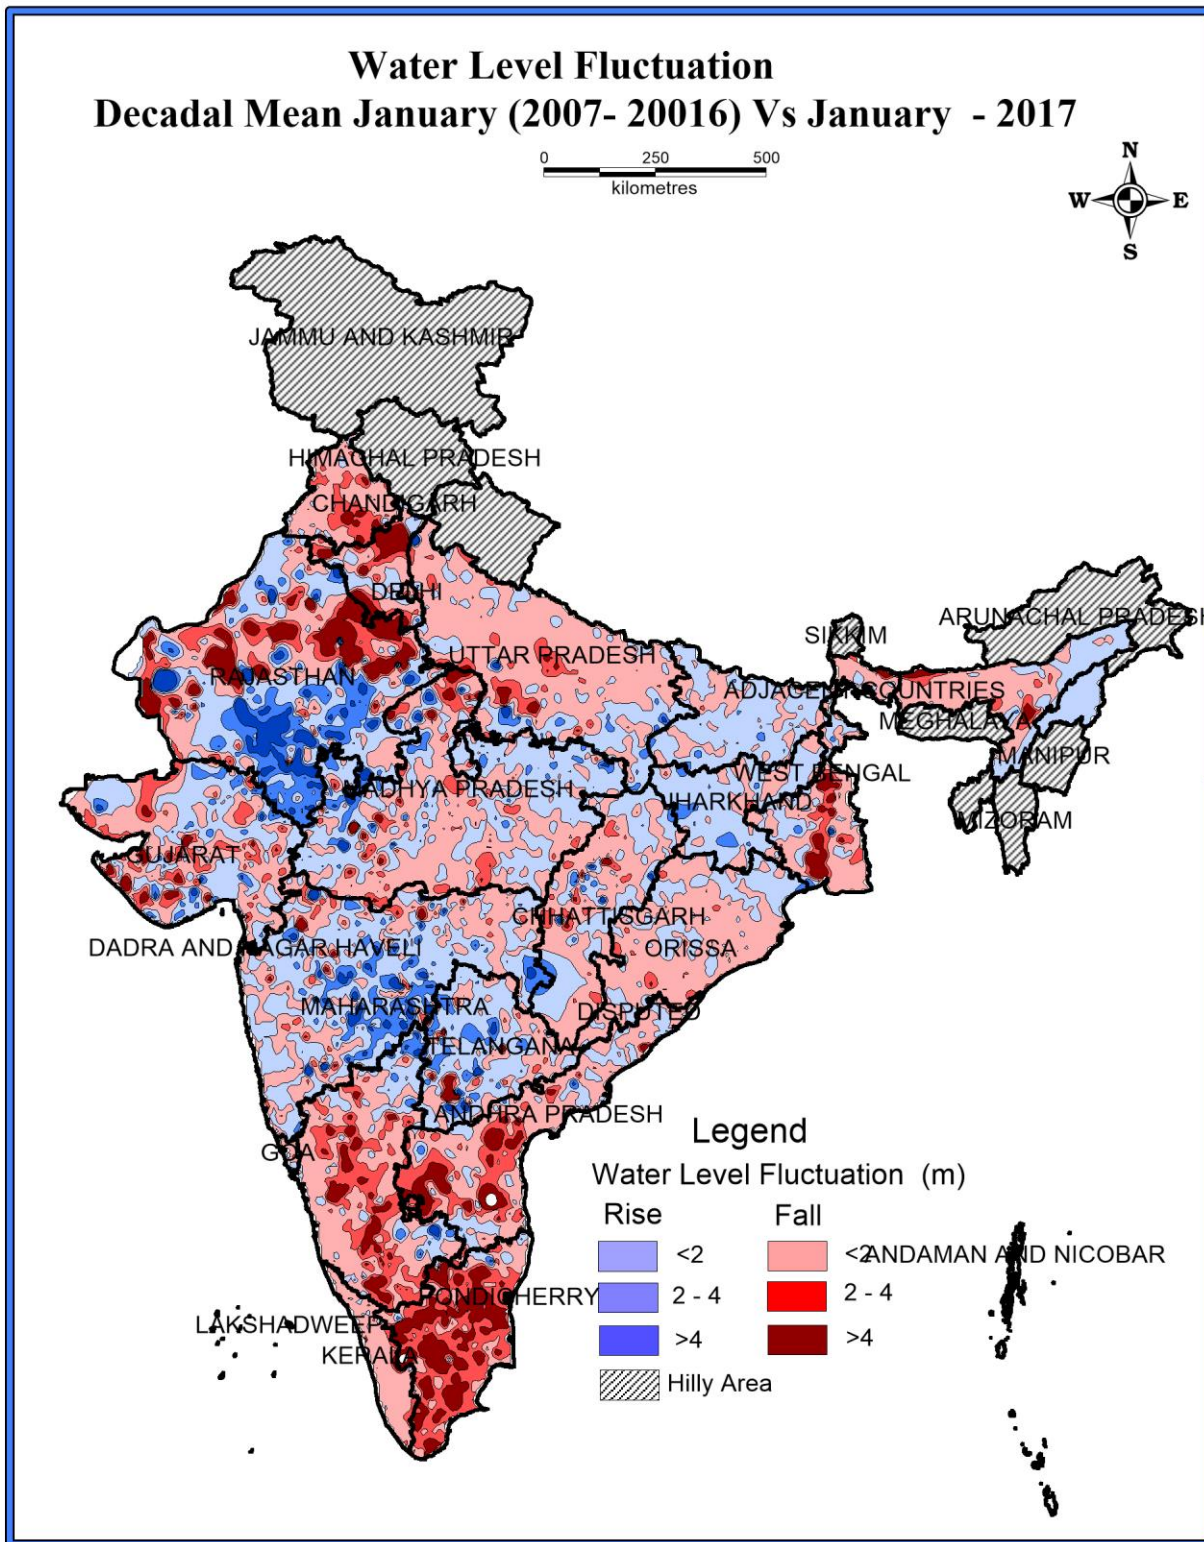 Water Level Fluctuation
Decadal Mean January (2007- 20016) Vs January - 2017
0 250 500
kilometres
N
W E
S
JAMMU AND KASHMIR
HIMACHAL PRADESH
CHANDIGARH
DELHI
ARUNACHAL PRADESH
SIKKIM
UTTAR PRADESH
RAJASTHAN
ADJACENT COUNTRIES
MEGHALAYA
MANIPUR
WEST BENGAL
MADHYA PRADESH
JHARKHAND
MIZORAM
GUJARAT
CHHATTISGARH
DADRA AND NAGAR HAVELI
ORISSA
MAHARASHTRA
DISPUTED
TELANGANA
ANDHRA PRADESH
GOA
Legend
Water Level Fluctuation (m)
Rise Fall
<2 <2
ANDAMAN AND NICOBAR
2 - 4 2 - 4
PONDICHERRY
LAKSHADWEEP
>4 >4
KERALA
Hilly Area